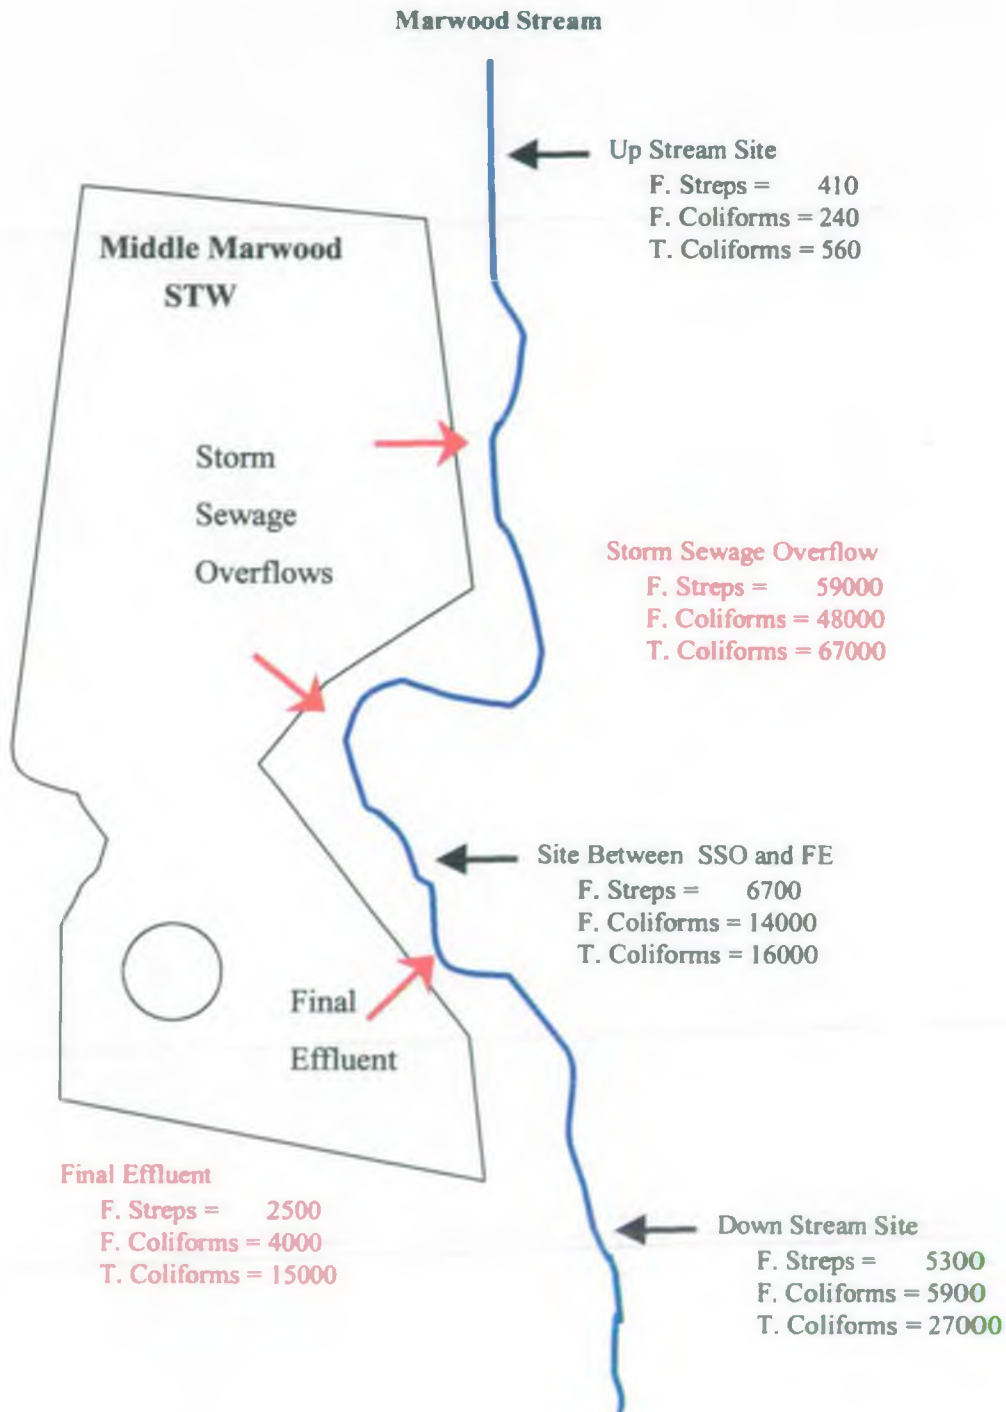 Marwood Stream
Up Stream Site
F. Streps = 410
F. Coliforms = 240
T. Coliforms = 560
Middle Marwood
STW
Storm
Sewage
Overflows
Storm Sewage Overflow
F. Streps = 59000
F. Coliforms = 48000
T. Coliforms = 67000
Site Between SSO and FE
F. Streps = 6700
F. Coliforms = 14000
T. Coliforms = 16000
Final
Effluent
Final Effluent
F. Streps = 2500
F. Coliforms = 4000
T. Coliforms = 15000
Down Stream Site
F. Streps = 5300
F. Coliforms = 5900
T. Coliforms = 27000